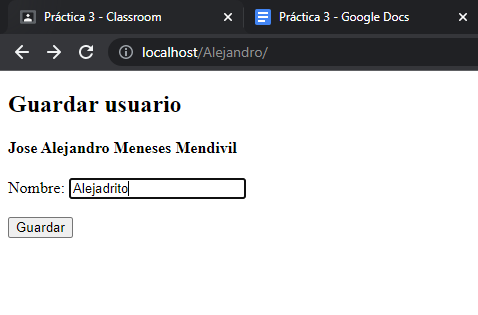 Práctica 3 - Classroom
Práctica 3 - Google Docs
localhost/Alejandro/
Guardar usuario
Jose Alejandro Meneses Mendivil
Nombre: Alejadrito
Guardar